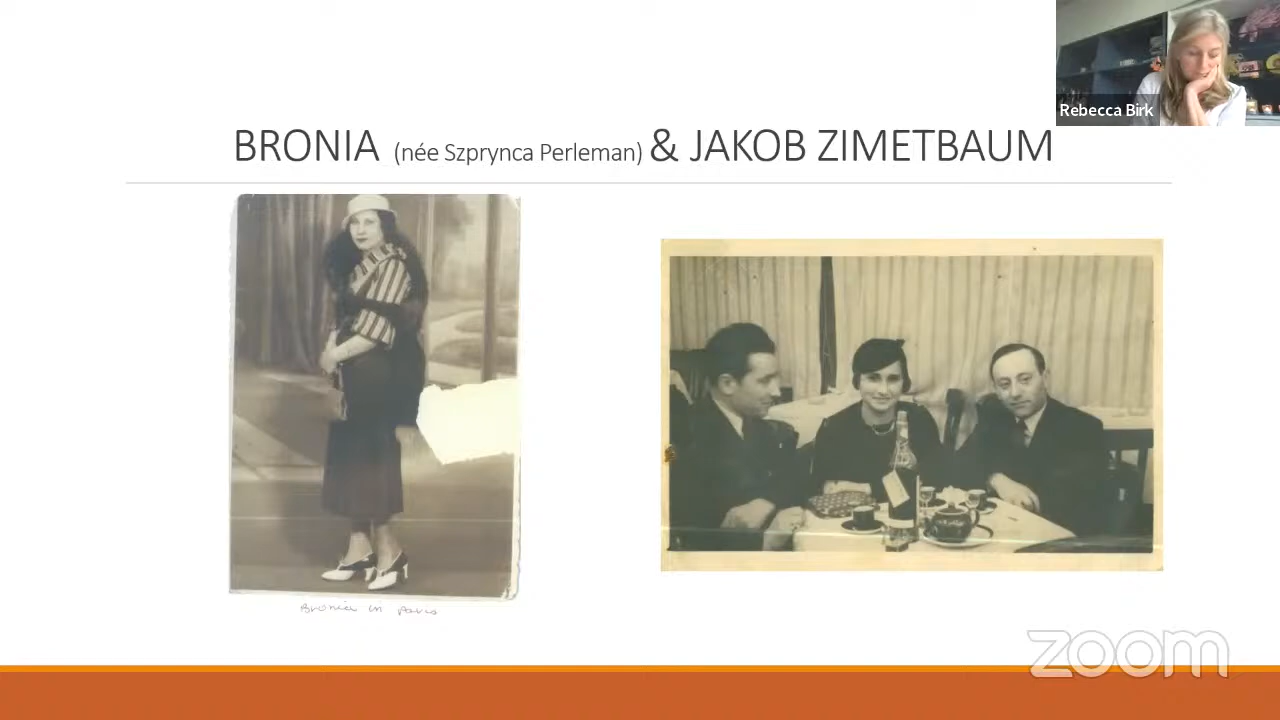 Rebecca Birk
BRONIA (née Szprynca Perleman) & JAKOB ZIMETBAUM
Bronia in Paris
zoom